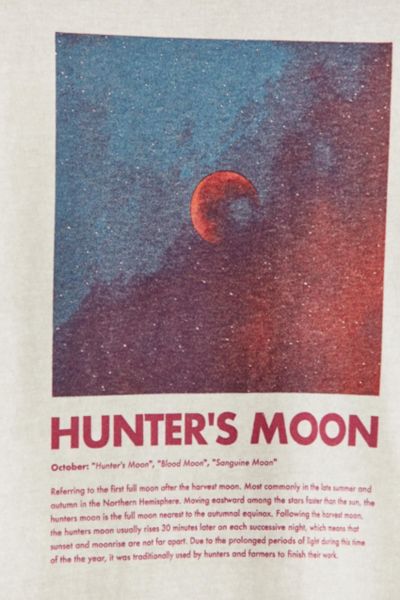 HUNTER'S MOON
October: "Hunter's Moon", "Blood Moon", "Sanguine Moon"
Referring to the first full moon after the harvest moon. Most commonly in the late summer and
autumn in the Northern Hemisphere. Moving eastward among the stars faster than the sun, the
hunters moon is the full moon nearest to the autumnal equinox. Following the harvest moon,
the hunters moon usually rises 30 minutes later on each successive night, which means that
sunset and moonrise are not far apart. Due to the prolonged periods of light during this time
of the the year, it was traditionally used by hunters and farmers to finish their work.